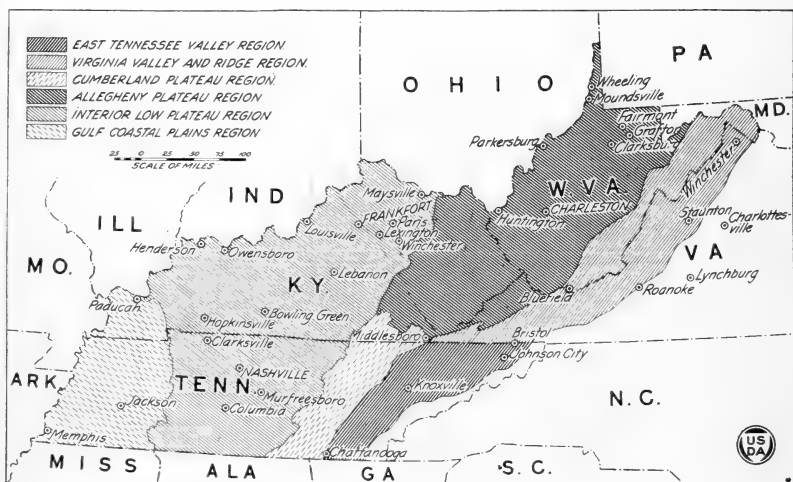 EAST TENNESSEE VALLEY REGION
VIRGINIA VALLEY AND RIDGE REGION.
CUMBERLAND PLATEAU REGION.
ALLEGHENY PLATEAU REGION
INTERIOR LOW PLATEAU REGION
GULF COASTAL PLAINS REGION
25 0 25 50 75 100
SCALE OF MILES
PA
OHIO
Wheeling
Moundsville
MD.
Fairmont
Grafton
Clarksburg
Parkersburg
Winchester
IND
W. VA.
Maysville
ILL
FRANKFORT
Paris
Louisville
Lexington
Winchester
Huntington
CHARLESTON
Staunton
Charlottes-
ville
Henderson
Owensboro
VA
MO.
KY.
Lebanon
Lynchburg
Bluefield
Roanoke
Paducah
Bowling Green
Hopkinsville
Middlesboro
Bristol
Clarksville
Johnson City
ARK.
NASHVILLE
TENN.
Murfreesboro
Knoxville
Jackson
Columbia
N.C.
Memphis
Chattanooga
MISS
ALA
GA
S.C.
US
DA